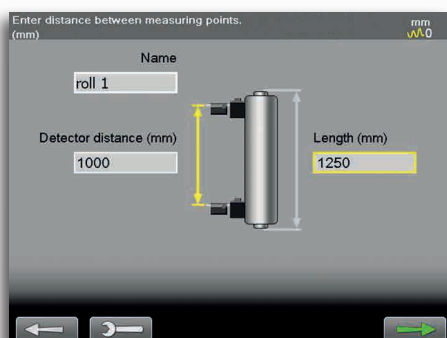 Enter distance between measuring points.
(mm)
mm
0
Name
roll 1
Detector distance (mm)
1000
Length (mm)
1250